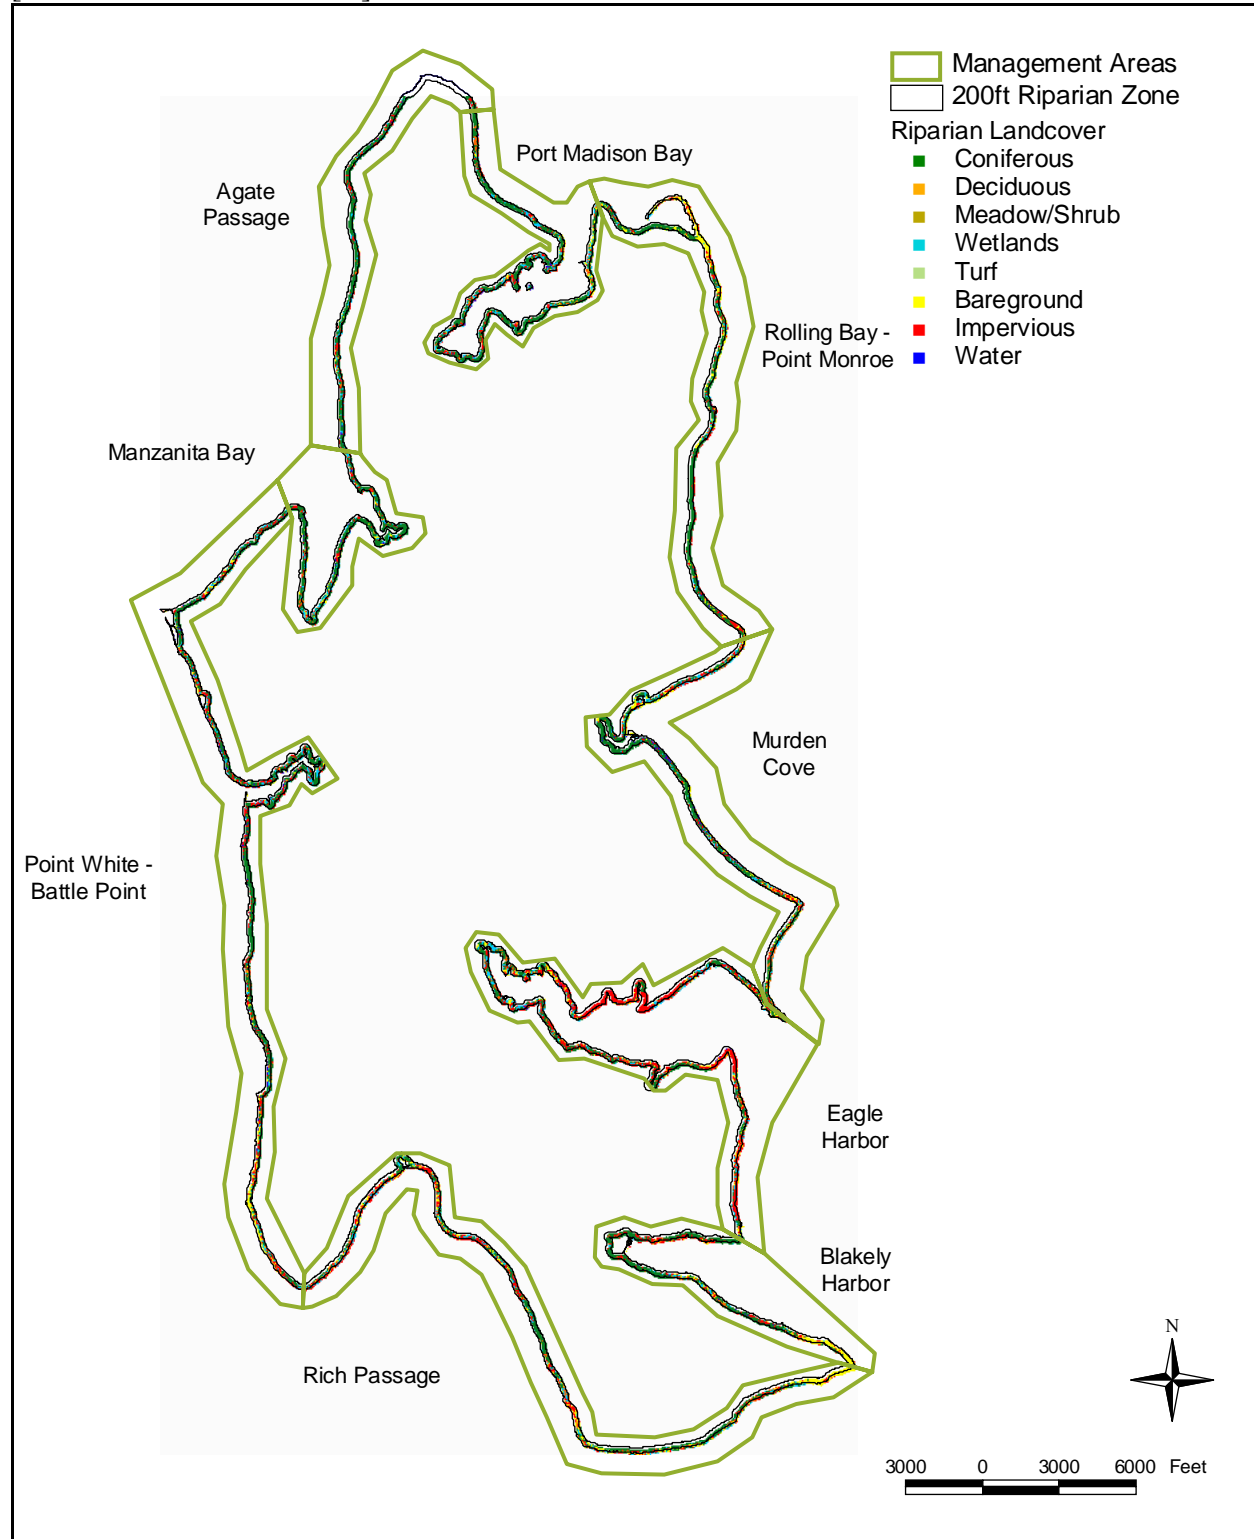 Management Areas
200ft Riparian Zone
Riparian Landcover
Coniferous
Deciduous
Meadow/Shrub
Wetlands
Turf
Bareground
Impervious
Water
Port Madison Bay
Agate
Passage
Rolling Bay -
Point Monroe
Manzanita Bay
Murden
Cove
Point White -
Battle Point
Eagle
Harbor
Blakely
Harbor
Rich Passage
N
3000 0 3000 6000 Feet